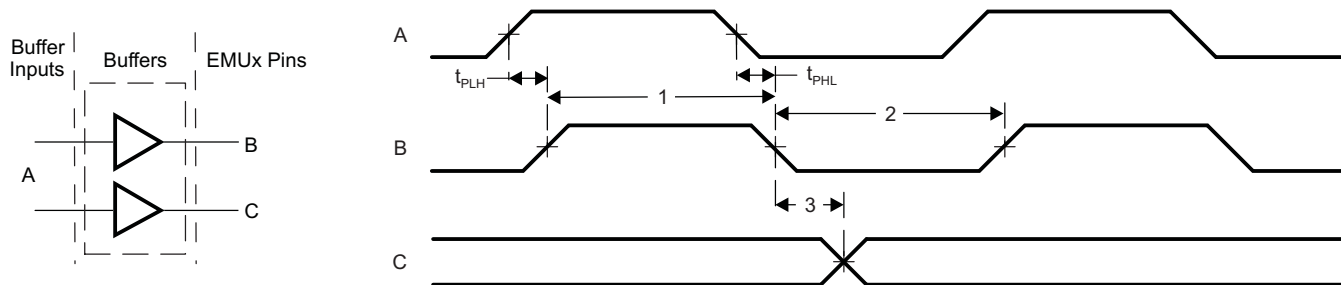 Buffer
Inputs
Buffers
EMUx Pins
A
B
C
A
t_PLH
t_PHL
1
2
B
3
C